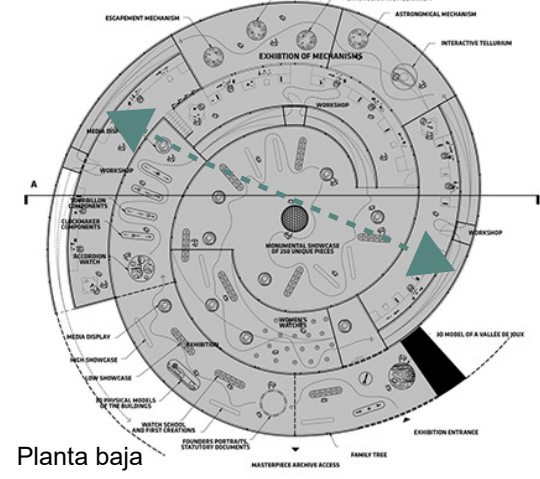 ESCAPEMENT MECHANISM
ASTRONOMICAL MECHANISM
INTERACTIVE TELLURIUM
EXHIBTION OF MECHANISMS
WORKSHOP
MEDIA
WORKSHOP
A
TOURBILLON
COMPONENTS
CLOCKMAKER
COMPONENTS
WORKSHOP
MONUMENTAL SHOWCASE
OF 250 UNIQUE PIECES
ACCORDION
WATCH
WOMEN'S
WATCHES
3D MODEL OF A VALLÉE DE JOUX
MEDIA DISPLAY
EXHIBITION
HIGH SHOWCASE
LOW SHOWCASE
3D PHYSICAL MODELS
OF THE BUILDINGS
WATCH SCHOOL
AND FIRST CREATIONS
EXHIBITION ENTRANCE
FOUNDERS PORTRAITS,
STATUTORY DOCUMENTS
FAMILY TREE
MASTERPIECE ARCHIVE ACCESS
Planta baja